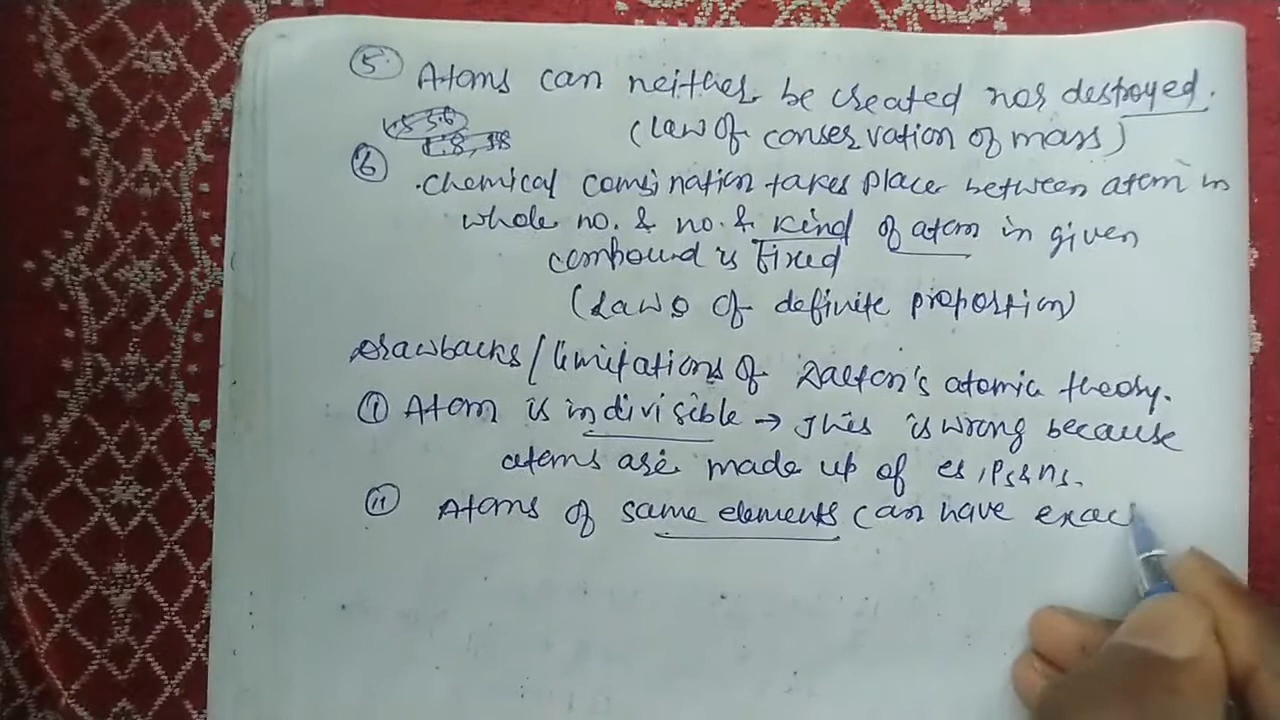 ⑤ Atoms can neither be created nor destroyed.
(law of conservation of mass)
⑥ .chemical combination takes place between atom in
whole no. & no. & kind of atom in given
compound is fixed
(Laws of definite proportion)
Drawbacks/limitations of Dalton's atomic theory.
(i) Atom is indivisible → This is wrong because
atoms are made up of es, Ps & ns.
(ii) Atoms of same elements can have exac